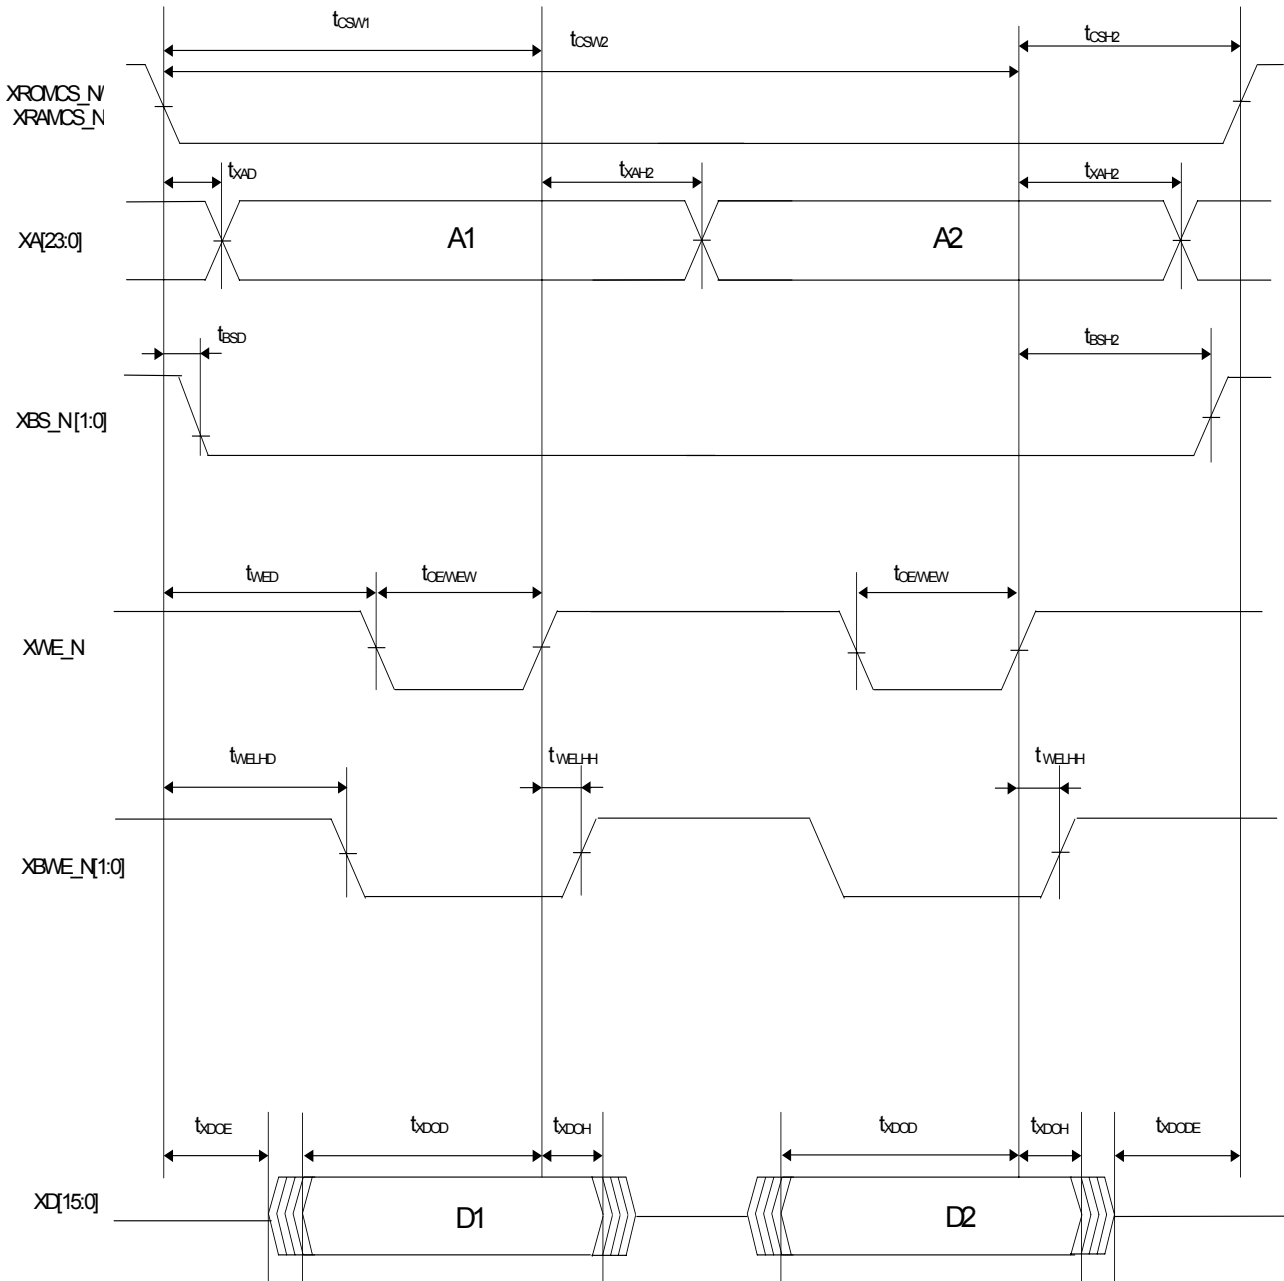 tCSW1
tCSW2
tCSH2
XROMCS_N/
XRAMCS_N
tXAD
tXAH2
tXAH2
XA[23:0]
A1
A2
tBSD
tBSH2
XBS_N[1:0]
tWED
tOE/WEW
tOE/WEW
XWE_N
tWELHD
tWELHH
tWELHH
XBWE_N[1:0]
tXDOE
tXDOD
tXDOH
tXDOD
tXDOH
tXDODE
XD[15:0]
D1
D2